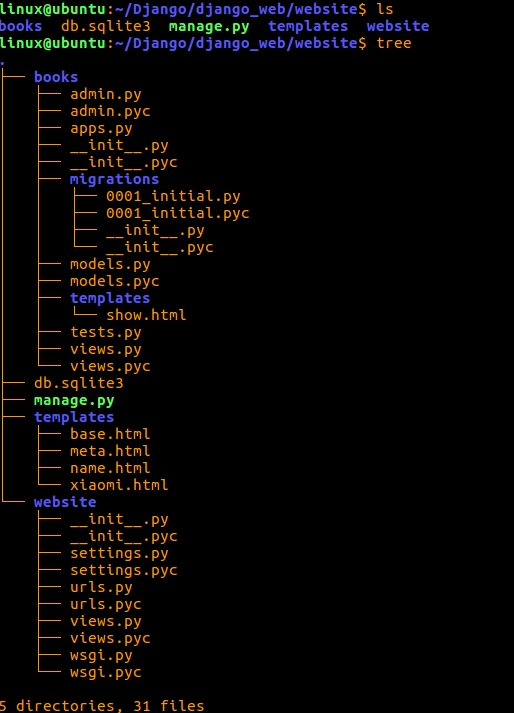 linux@ubuntu:~/Django/django_web/website$ ls
books  db.sqlite3  manage.py  templates  website
linux@ubuntu:~/Django/django_web/website$ tree
.
├── books
│   ├── admin.py
│   ├── admin.pyc
│   ├── apps.py
│   ├── __init__.py
│   ├── __init__.pyc
│   ├── migrations
│   │   ├── 0001_initial.py
│   │   ├── 0001_initial.pyc
│   │   ├── __init__.py
│   │   └── __init__.pyc
│   ├── models.py
│   ├── models.pyc
│   ├── templates
│   │   └── show.html
│   ├── tests.py
│   ├── views.py
│   └── views.pyc
├── db.sqlite3
├── manage.py
├── templates
│   ├── base.html
│   ├── meta.html
│   ├── name.html
│   └── xiaomi.html
└── website
    ├── __init__.py
    ├── __init__.pyc
    ├── settings.py
    ├── settings.pyc
    ├── urls.py
    ├── urls.pyc
    ├── views.py
    ├── views.pyc
    ├── wsgi.py
    └── wsgi.pyc

5 directories, 31 files